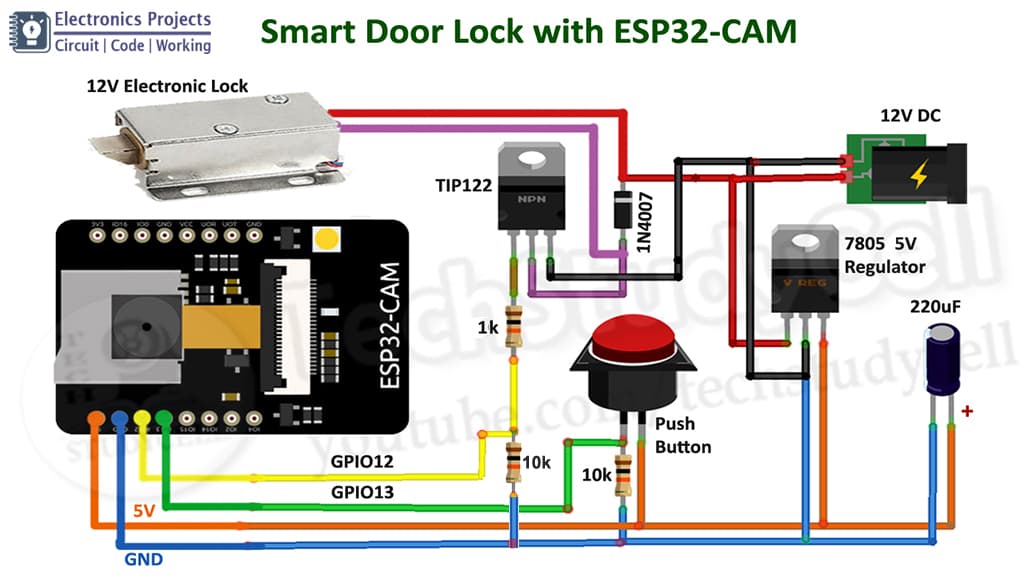 Electronics Projects
Circuit | Code | Working
Smart Door Lock with ESP32-CAM
12V Electronic Lock
12V DC
TIP122
NPN
1N4007
7805 5V
Regulator
V REG
220uF
3V3 IO16 IO0 GND VCC UOR UOT GND
ESP32-CAM
1k
TechStudyCell
youtube.com/techstudycell
Push
Button
+
10k
10k
GPIO12
GPIO13
5V
GND